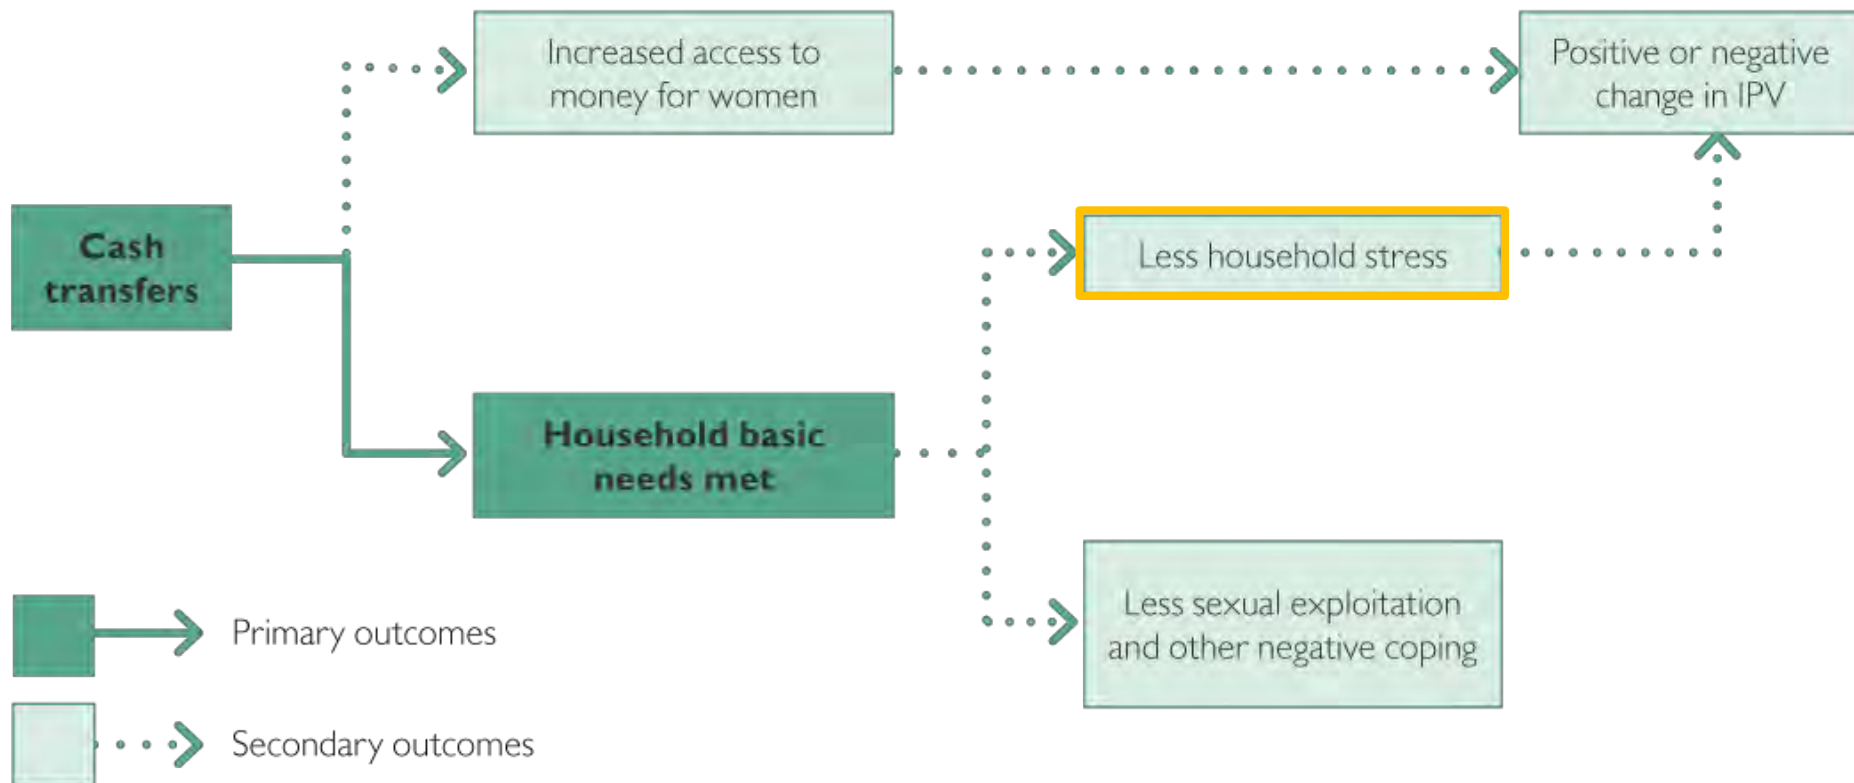 Increased access to
money for women
Positive or negative
change in IPV
Cash
transfers
Less household stress
Household basic
needs met
Less sexual exploitation
and other negative coping
Primary outcomes
Secondary outcomes